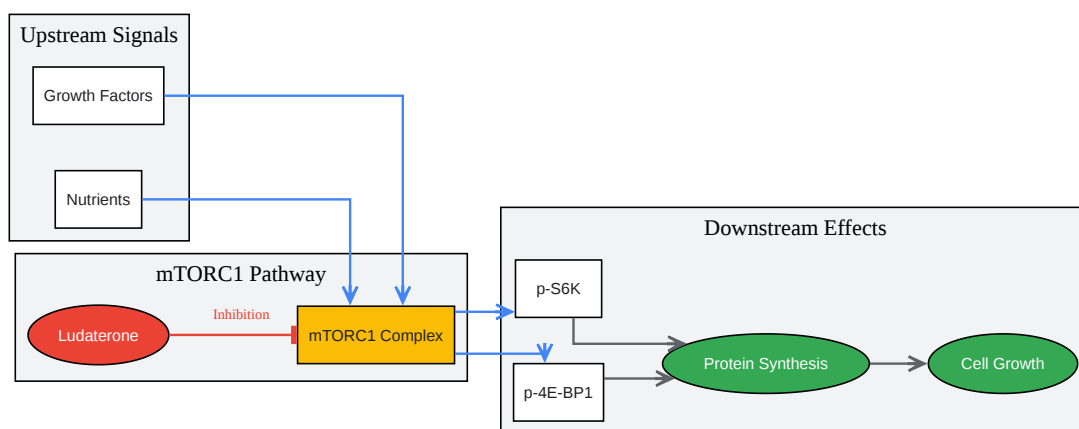 Upstream Signals
Growth Factors
Nutrients
mTORC1 Pathway
Ludaterone
Inhibition
mTORC1 Complex
Downstream Effects
p-S6K
p-4E-BP1
Protein Synthesis
Cell Growth